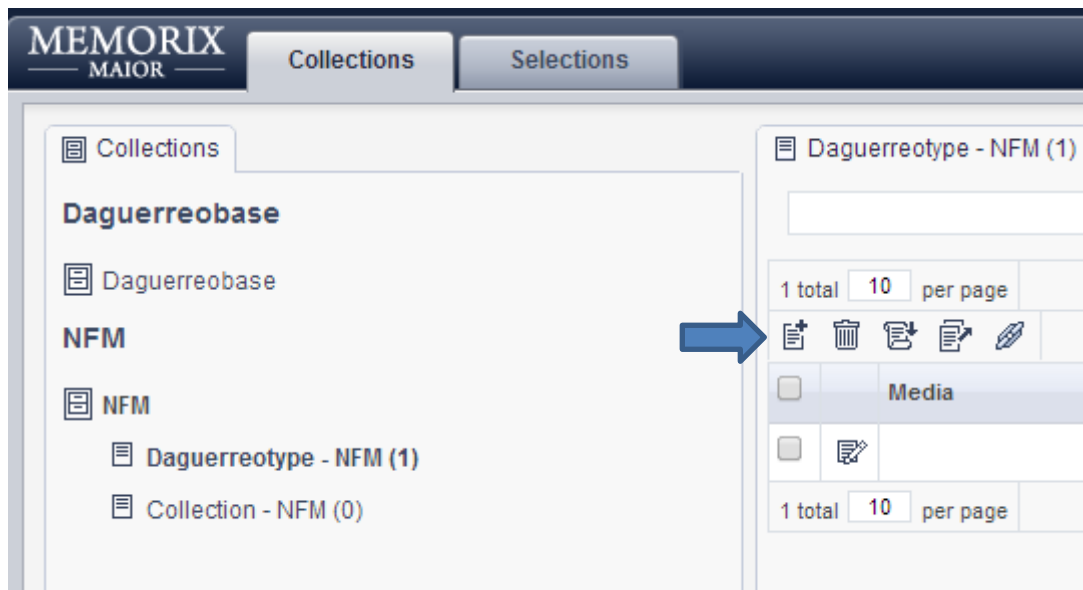 MEMORIX
MAIOR
Collections
Selections
Collections
Daguerreobase
Daguerreobase
NFM
NFM
Daguerreotype - NFM (1)
Collection - NFM (0)
Daguerreotype - NFM (1)
1 total 10 per page
Media
1 total 10 per page